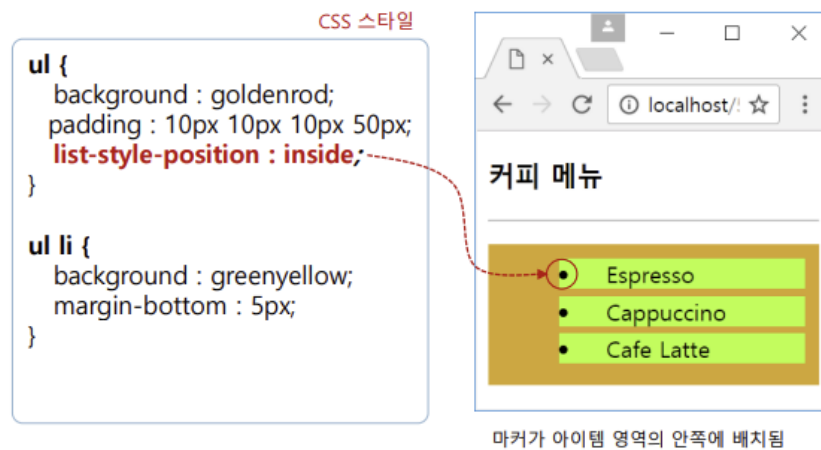 CSS 스타일
ul {
background : goldenrod;
padding : 10px 10px 10px 50px;
list-style-position : inside;
}
ul li {
background : greenyellow;
margin-bottom : 5px;
}
localhost/
커피 메뉴
Espresso
Cappuccino
Cafe Latte
마커가 아이템 영역의 안쪽에 배치됨